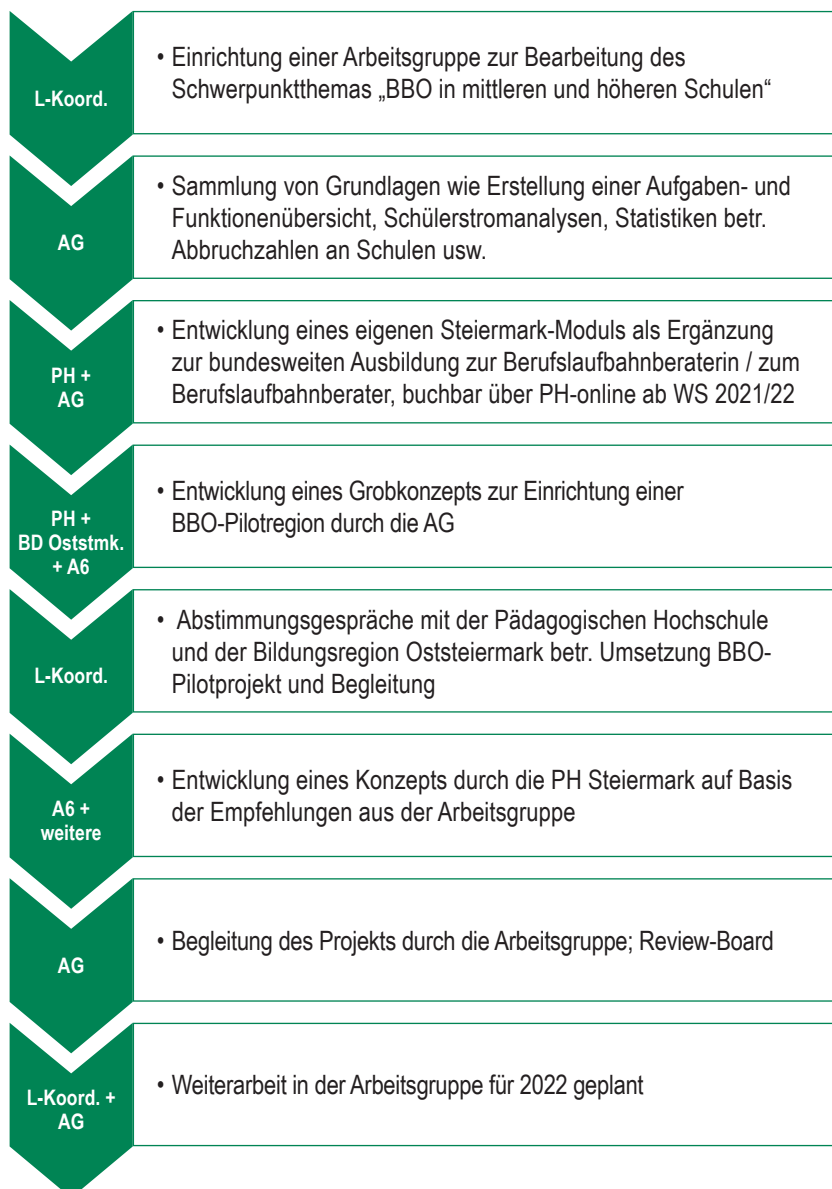 L-Koord.
• Einrichtung einer Arbeitsgruppe zur Bearbeitung des
Schwerpunktthemas „BBO in mittleren und höheren Schulen“
AG
• Sammlung von Grundlagen wie Erstellung einer Aufgaben- und
Funktionenübersicht, Schülerstromanalysen, Statistiken betr.
Abbruchzahlen an Schulen usw.
PH +
AG
• Entwicklung eines eigenen Steiermark-Moduls als Ergänzung
zur bundesweiten Ausbildung zur Berufslaufbahnberaterin / zum
Berufslaufbahnberater, buchbar über PH-online ab WS 2021/22
PH +
BD Oststmk.
+ A6
• Entwicklung eines Grobkonzepts zur Einrichtung einer
BBO-Pilotregion durch die AG
L-Koord.
• Abstimmungsgespräche mit der Pädagogischen Hochschule
und der Bildungsregion Oststeiermark betr. Umsetzung BBO-
Pilotprojekt und Begleitung
A6 +
weitere
• Entwicklung eines Konzepts durch die PH Steiermark auf Basis
der Empfehlungen aus der Arbeitsgruppe
AG
• Begleitung des Projekts durch die Arbeitsgruppe; Review-Board
L-Koord. +
AG
• Weiterarbeit in der Arbeitsgruppe für 2022 geplant